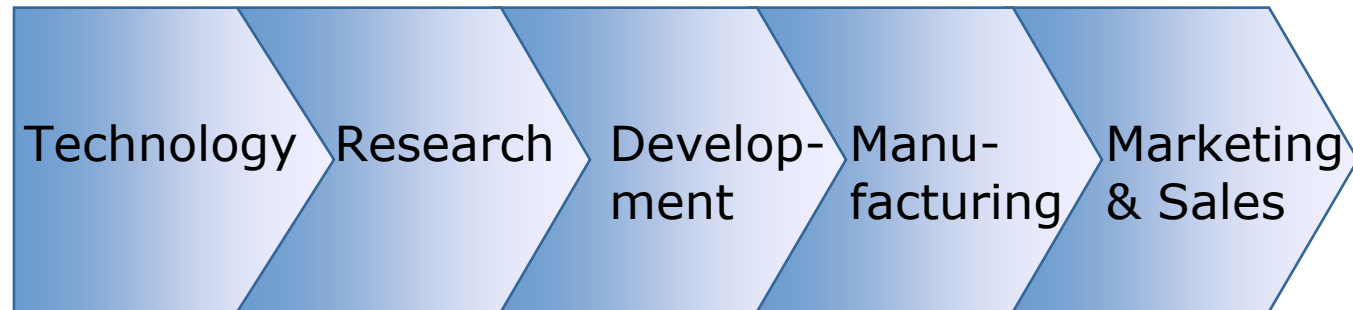 Technology
Research
Develop-
ment
Manu-
facturing
Marketing
& Sales